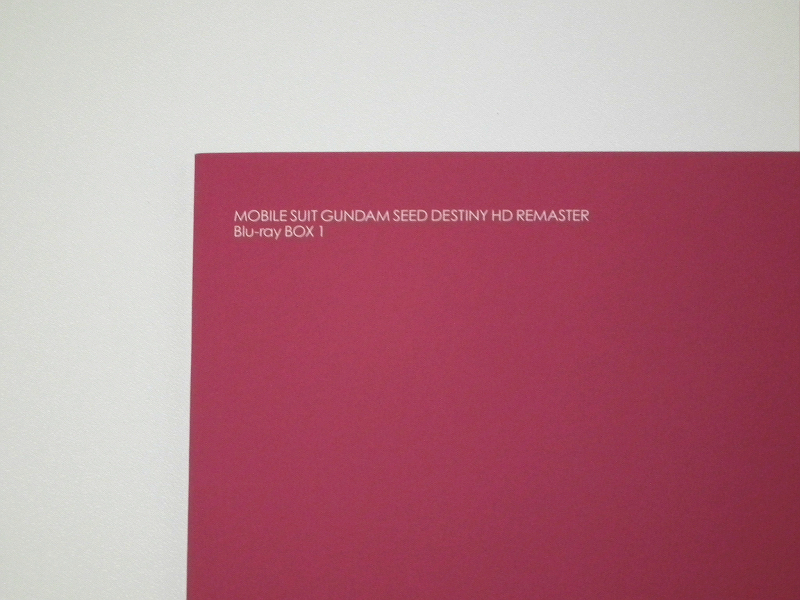 MOBILE SUIT GUNDAM SEED DESTINY HD REMASTER
Blu-ray BOX 1